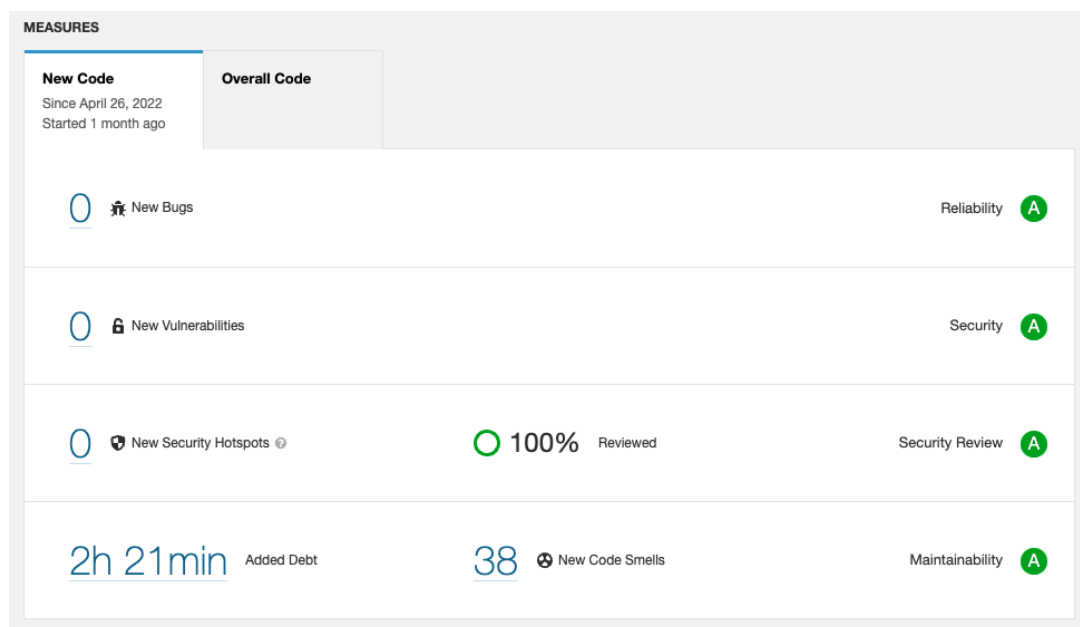 MEASURES
New Code
Overall Code
Since April 26, 2022
Started 1 month ago
0 New Bugs Reliability A
0 New Vulnerabilities Security A
0 New Security Hotspots ? 100% Reviewed Security Review A
2h 21min Added Debt 38 New Code Smells Maintainability A